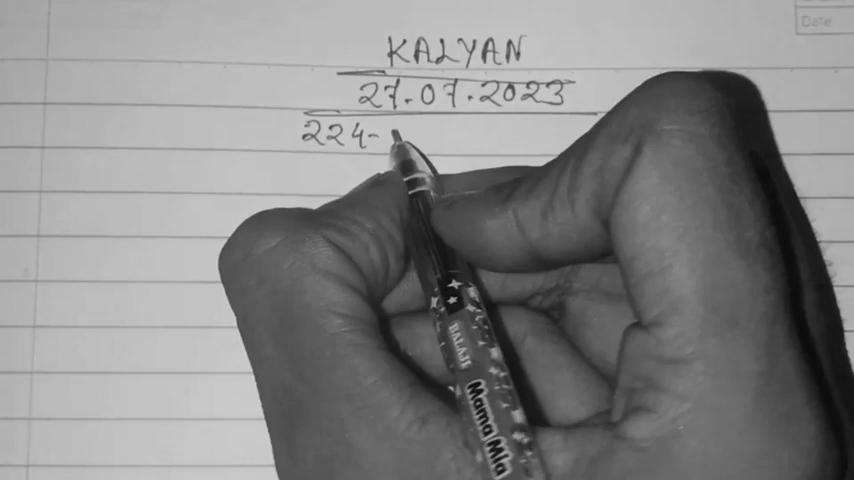 Date
KALYAN
27.07.2023
224-
BALAJI
Mama Mia